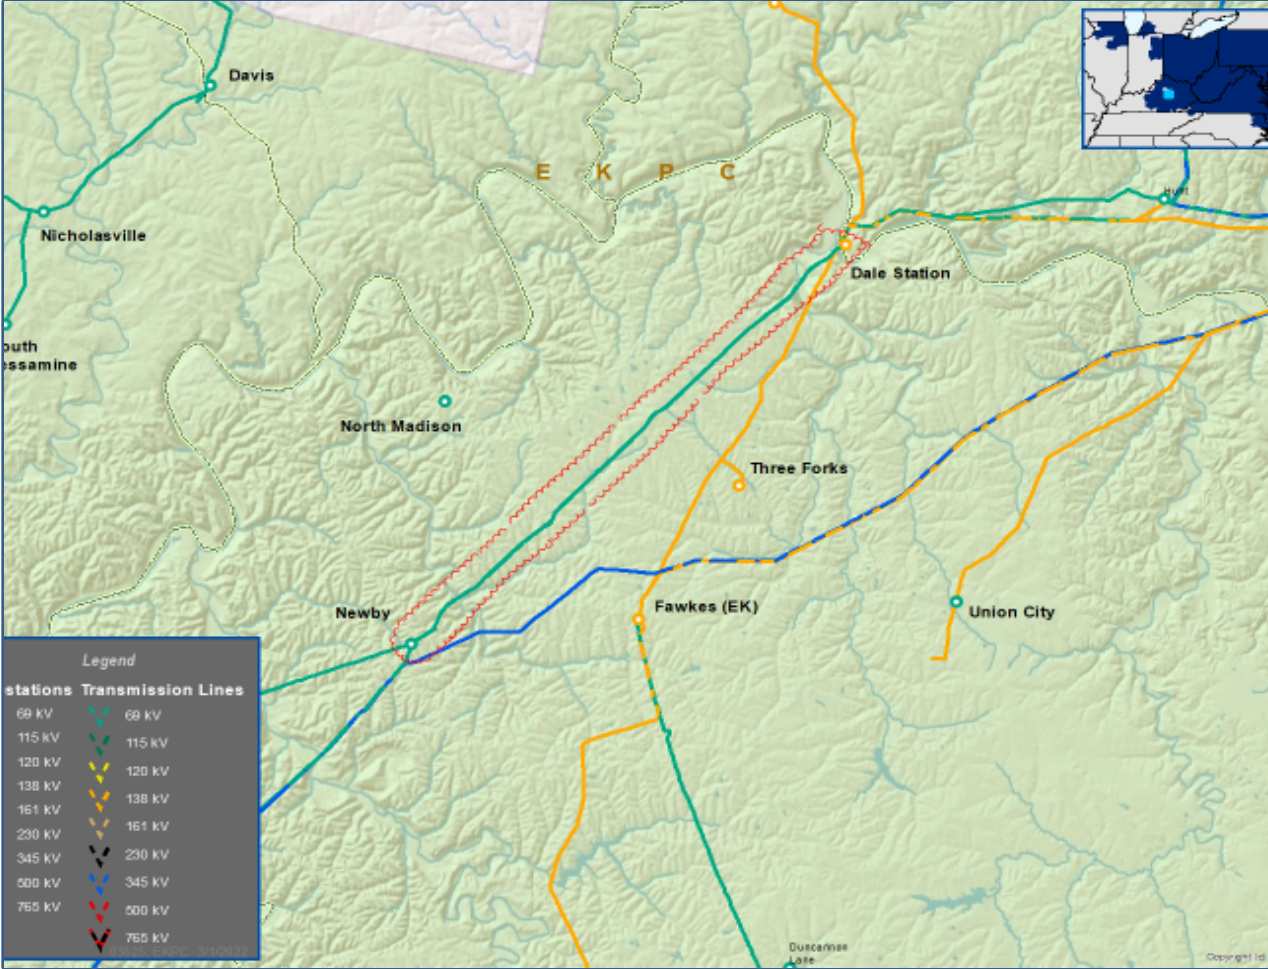 Davis
E K P C
Hunt
Nicholasville
Dale Station
essamine
North Madison
Three Forks
Newby
Fawkes (EK)
Union City
Legend
stations Transmission Lines
69 kV 69 kV
115 kV 115 kV
120 kV 120 kV
138 kV 138 kV
161 kV 161 kV
230 kV 230 kV
345 kV 345 kV
500 kV 500 kV
765 kV 765 kV
Duncannon
Lane
Copyright (c)